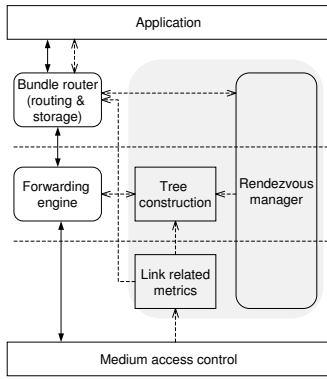 Application
Bundle router
(routing &
storage)
Forwarding
engine
Tree
construction
Rendezvous
manager
Link related
metrics
Medium access control